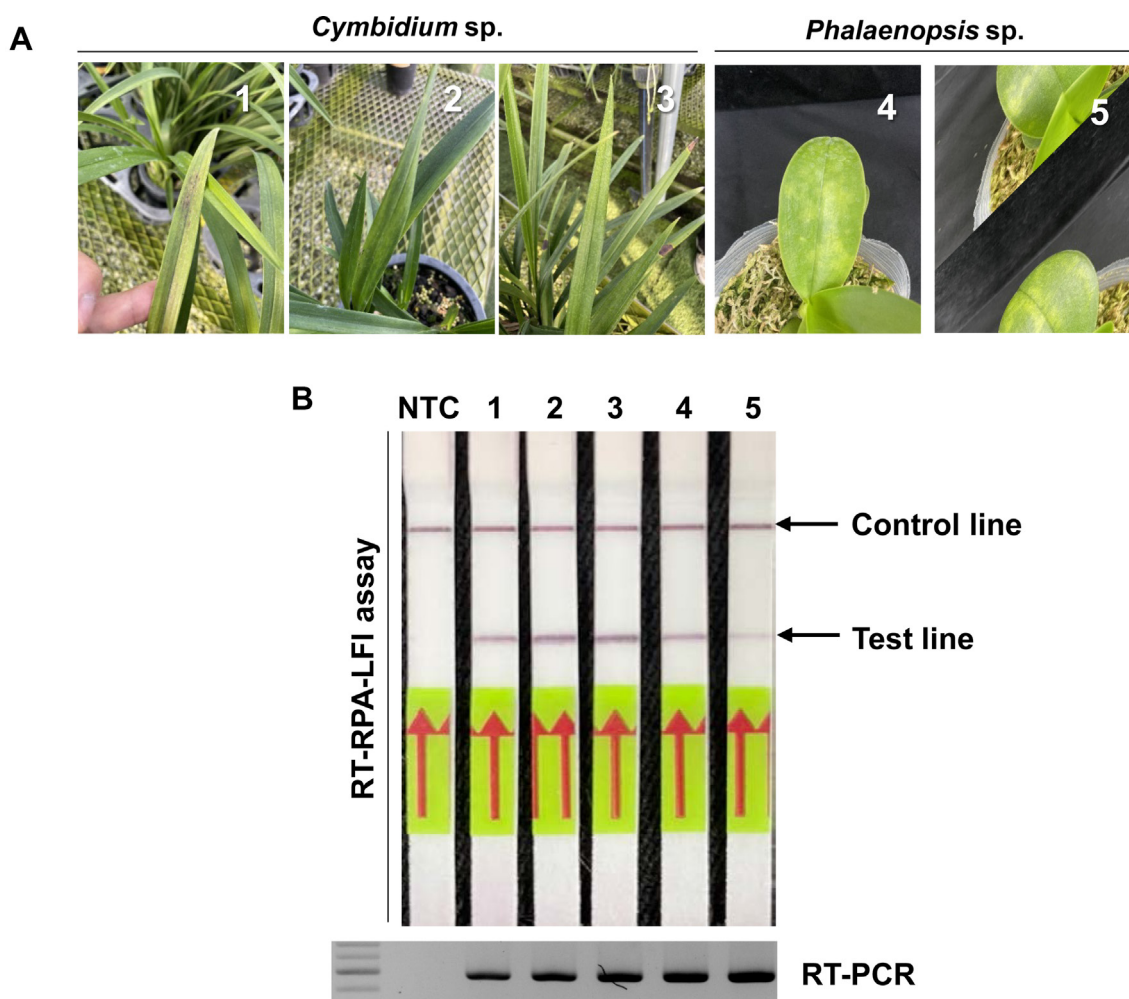 A
Cymbidium sp.
Phalaenopsis sp.
1
2
3
4
5
B
NTC 1 2 3 4 5
RT-RPA-LFI assay
Control line
Test line
RT-PCR